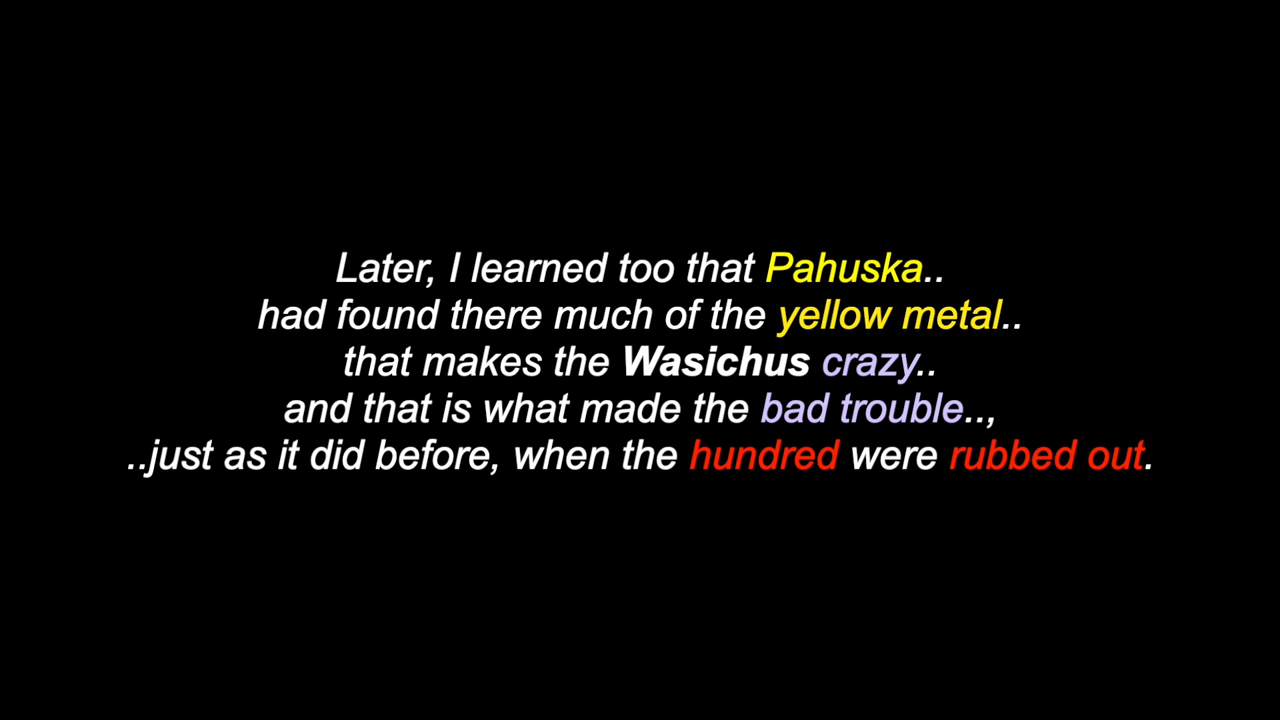 Later, I learned too that Pahuska..
had found there much of the yellow metal..
that makes the Wasichus crazy..
and that is what made the bad trouble..,
..just as it did before, when the hundred were rubbed out.